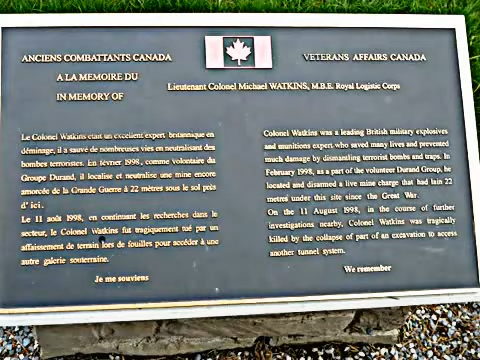 ANCIENS COMBATTANTS CANADA
VETERANS AFFAIRS CANADA
A LA MEMOIRE DU
IN MEMORY OF
Lieutenant Colonel Michael WATKINS, M.B.E. Royal Logistic Corps
Le Colonel Watkins étant un excellent expert britannique en
déminage, il a sauvé de nombreuses vies en neutralisant des
bombes terroristes. En février 1998, comme volontaire du
Groupe Durand, il localise et neutralise une mine encore
amorcée de la Grande Guerre à 22 mètres sous le sol près
d'ici.
Le 11 août 1998, en continuant les recherches dans le
secteur, le Colonel Watkins fut tragiquement tué par un
affaissement de terrain lors de fouilles pour accéder à une
autre galerie souterraine.
Je me souviens
Colonel Watkins was a leading British military explosives
and munitions expert who saved many lives and prevented
much damage by dismantling terrorist bombs and traps. In
February 1998, as a part of the volunteer Durand Group, he
located and disarmed a live mine charge that had lain 22
metres under this site since the Great War.
On the 11 August 1998, in the course of further
investigations nearby, Colonel Watkins was tragically
killed by the collapse of part of an excavation to access
another tunnel system.
We remember